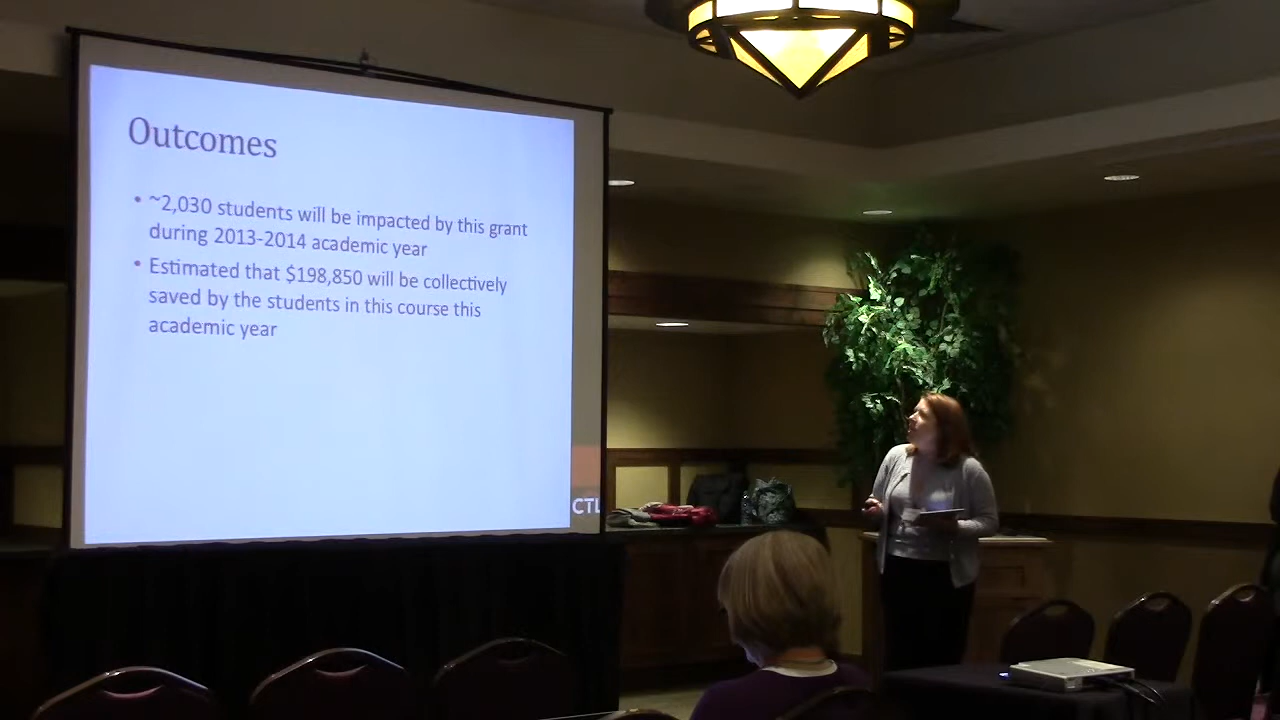 Outcomes
• ~2,030 students will be impacted by this grant
during 2013-2014 academic year
• Estimated that $198,850 will be collectively
saved by the students in this course this
academic year
CTL